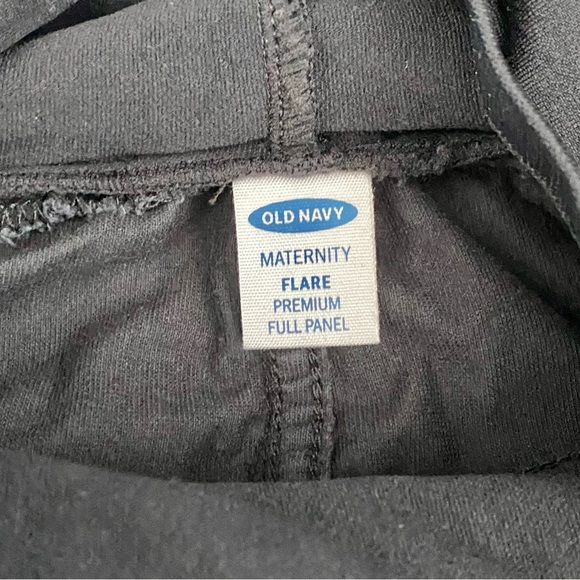 OLD NAVY
MATERNITY
FLARE
PREMIUM
FULL PANEL